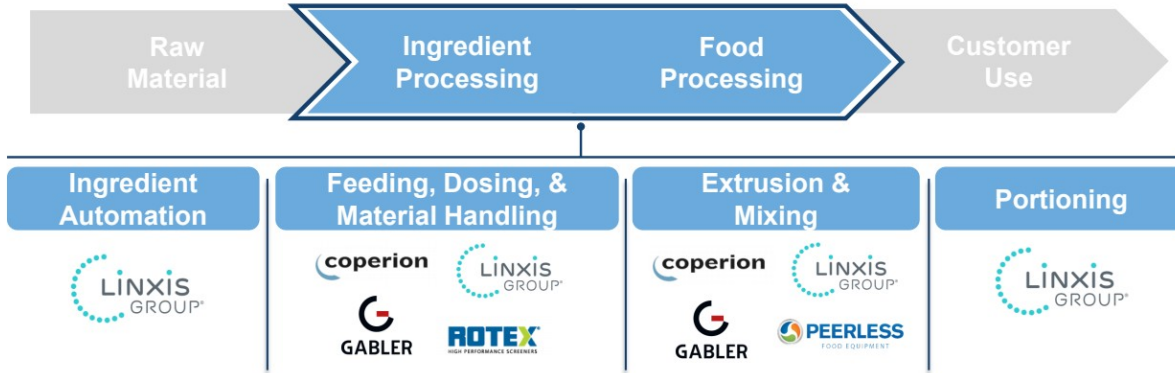 Raw
Material
Ingredient
Processing
Food
Processing
Customer
Use
Ingredient
Automation
Feeding, Dosing, &
Material Handling
Extrusion &
Mixing
Portioning
LINXIS
GROUP®
coperion
LINXIS
GROUP®
GABLER
ROTEX®
HIGH PERFORMANCE SCREENERS
coperion
LINXIS
GROUP®
GABLER
PEERLESS
FOOD EQUIPMENT
LINXIS
GROUP®